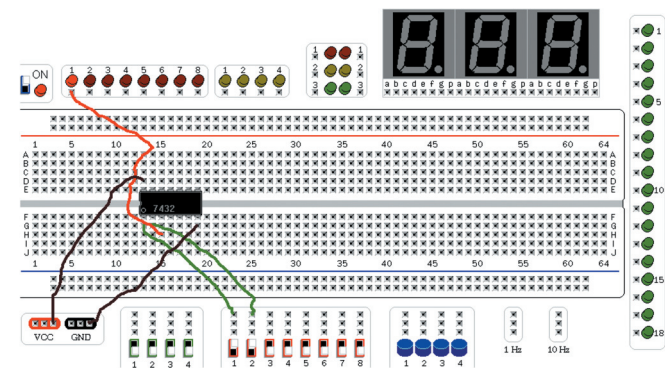 ON
1 2 3 4 5 6 7 8
1 2 3 4
1 1
2 2
3 3
a b c d e f g p a b c d e f g p a b c d e f g p
1
5
10
15
18
1 5 10 15 20 25 30 35 40 45 50 55 60 64
A A
B B
C C
D D
E E
7432
F F
G G
H H
I I
J J
1 5 10 15 20 25 30 35 40 45 50 55 60 64
VCC GND
1 2 3 4
1 2 3 4 5 6 7 8
1 2 3 4
1 Hz 10 Hz